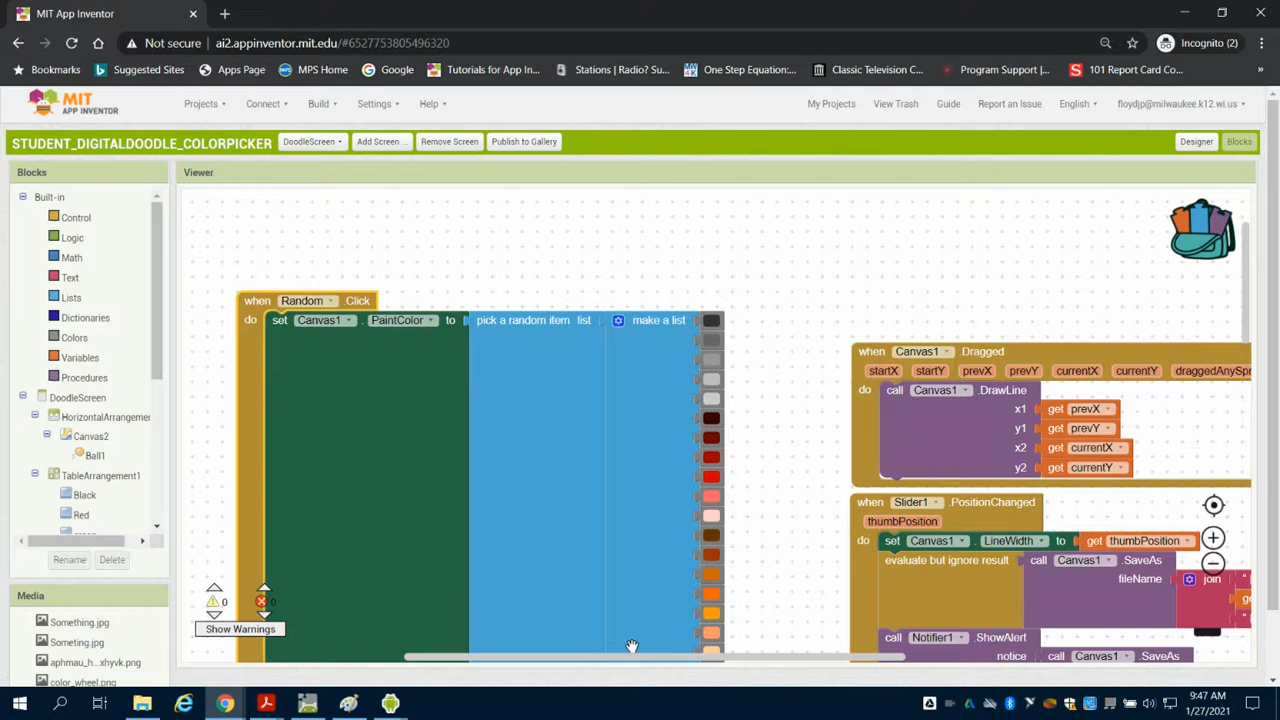 MIT App Inventor
Not secure
ai2.appinventor.mit.edu/#6527753805496320
Incognito (2)
Bookmarks
Suggested Sites
Apps Page
MPS Home
Google
Tutorials for App In...
Stations | Radio? Su...
One Step Equation:...
Classic Television C...
Program Support |...
101 Report Card Co...
MIT
APP INVENTOR
Projects
Connect
Build
Settings
Help
My Projects
View Trash
Guide
Report an Issue
English
floydjp@milwaukee.k12.wi.us
STUDENT_DIGITALDOODLE_COLORPICKER
DoodleScreen
Add Screen ...
Remove Screen
Publish to Gallery
Designer
Blocks
Blocks
Viewer
Built-in
Control
Logic
Math
Text
Lists
Dictionaries
Colors
Variables
Procedures
DoodleScreen
HorizontalArrangeme
Canvas2
Ball1
TableArrangement1
Black
Red
Rename
Delete
Media
Something.jpg
Someting.jpg
aphmau_h...xhyvk.png
color_wheel.png
when Random .Click
do set Canvas1 . PaintColor to pick a random item list make a list
when Canvas1 .Dragged
startX startY prevX prevY currentX currentY draggedAnySpr
do call Canvas1 .DrawLine
x1 get prevX
y1 get prevY
x2 get currentX
y2 get currentY
when Slider1 .PositionChanged
thumbPosition
do set Canvas1 . LineWidth to get thumbPosition
evaluate but ignore result call Canvas1 .SaveAs
fileName join
call Notifier1 .ShowAlert
notice call Canvas1 .SaveAs
0 0
Show Warnings
9:47 AM
1/27/2021